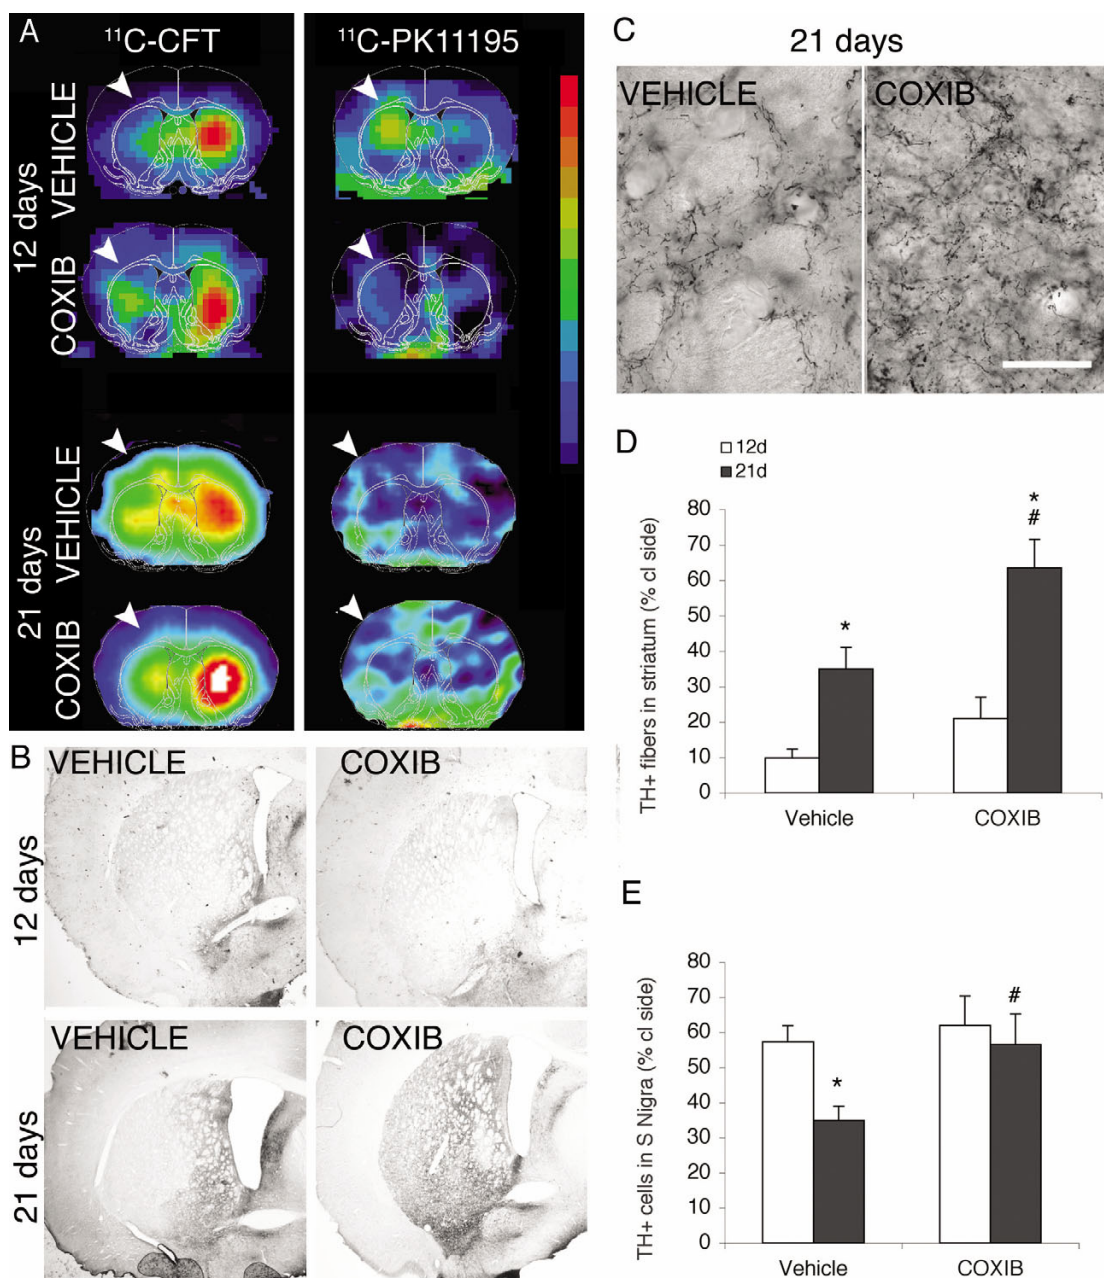 A
¹¹C-CFT
¹¹C-PK11195
12 days
VEHICLE
COXIB
21 days
VEHICLE
COXIB
B
VEHICLE
COXIB
12 days
VEHICLE
COXIB
21 days
C
21 days
VEHICLE
COXIB
D
12d
21d
TH+ fibers in striatum (% cl side)
80
70
60
50
40
30
20
10
0
*
*
#
Vehicle
COXIB
E
TH+ cells in S Nigra (% cl side)
80
70
60
50
40
30
20
10
0
*
#
Vehicle
COXIB